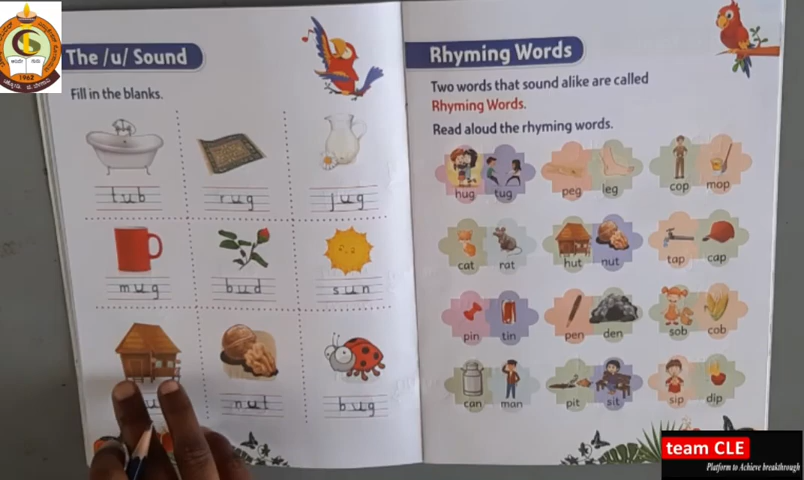 1962
The /u/ Sound
Fill in the blanks.
tub rug jug
mug bud sun
u nut bug
Rhyming Words
Two words that sound alike are called
Rhyming Words.
Read aloud the rhyming words.
hug tug peg leg cop mop
cat rat hut nut tap cap
pin tin pen den sob cob
can man pit sit sip dip
team CLE
Platform to Achieve breakthrough